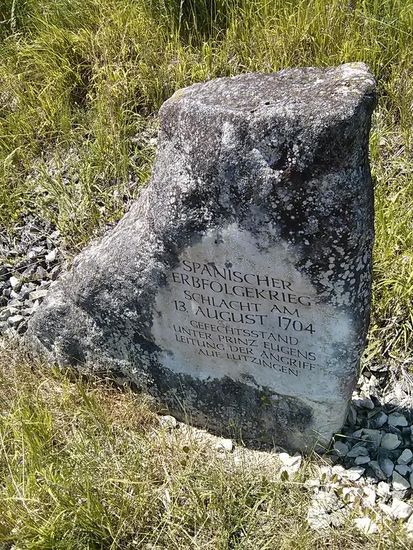 SPANISCHER
ERBFOLGEKRIEG
SCHLACHT AM
13. AUGUST 1704
GEFECHTSSTAND
UNTER PRINZ EUGENS
LEITUNG DER ANGRIFF
AUF LUTZINGEN